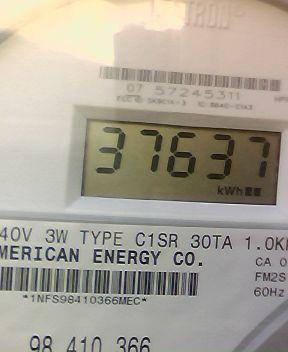 TRON
07 57245311
37637
kWh
40V 3W TYPE C1SR 30TA 1.0K
MERICAN ENERGY CO.
CA 0
FM2S
*1NFS98410366MEC*
60Hz
98 410 366